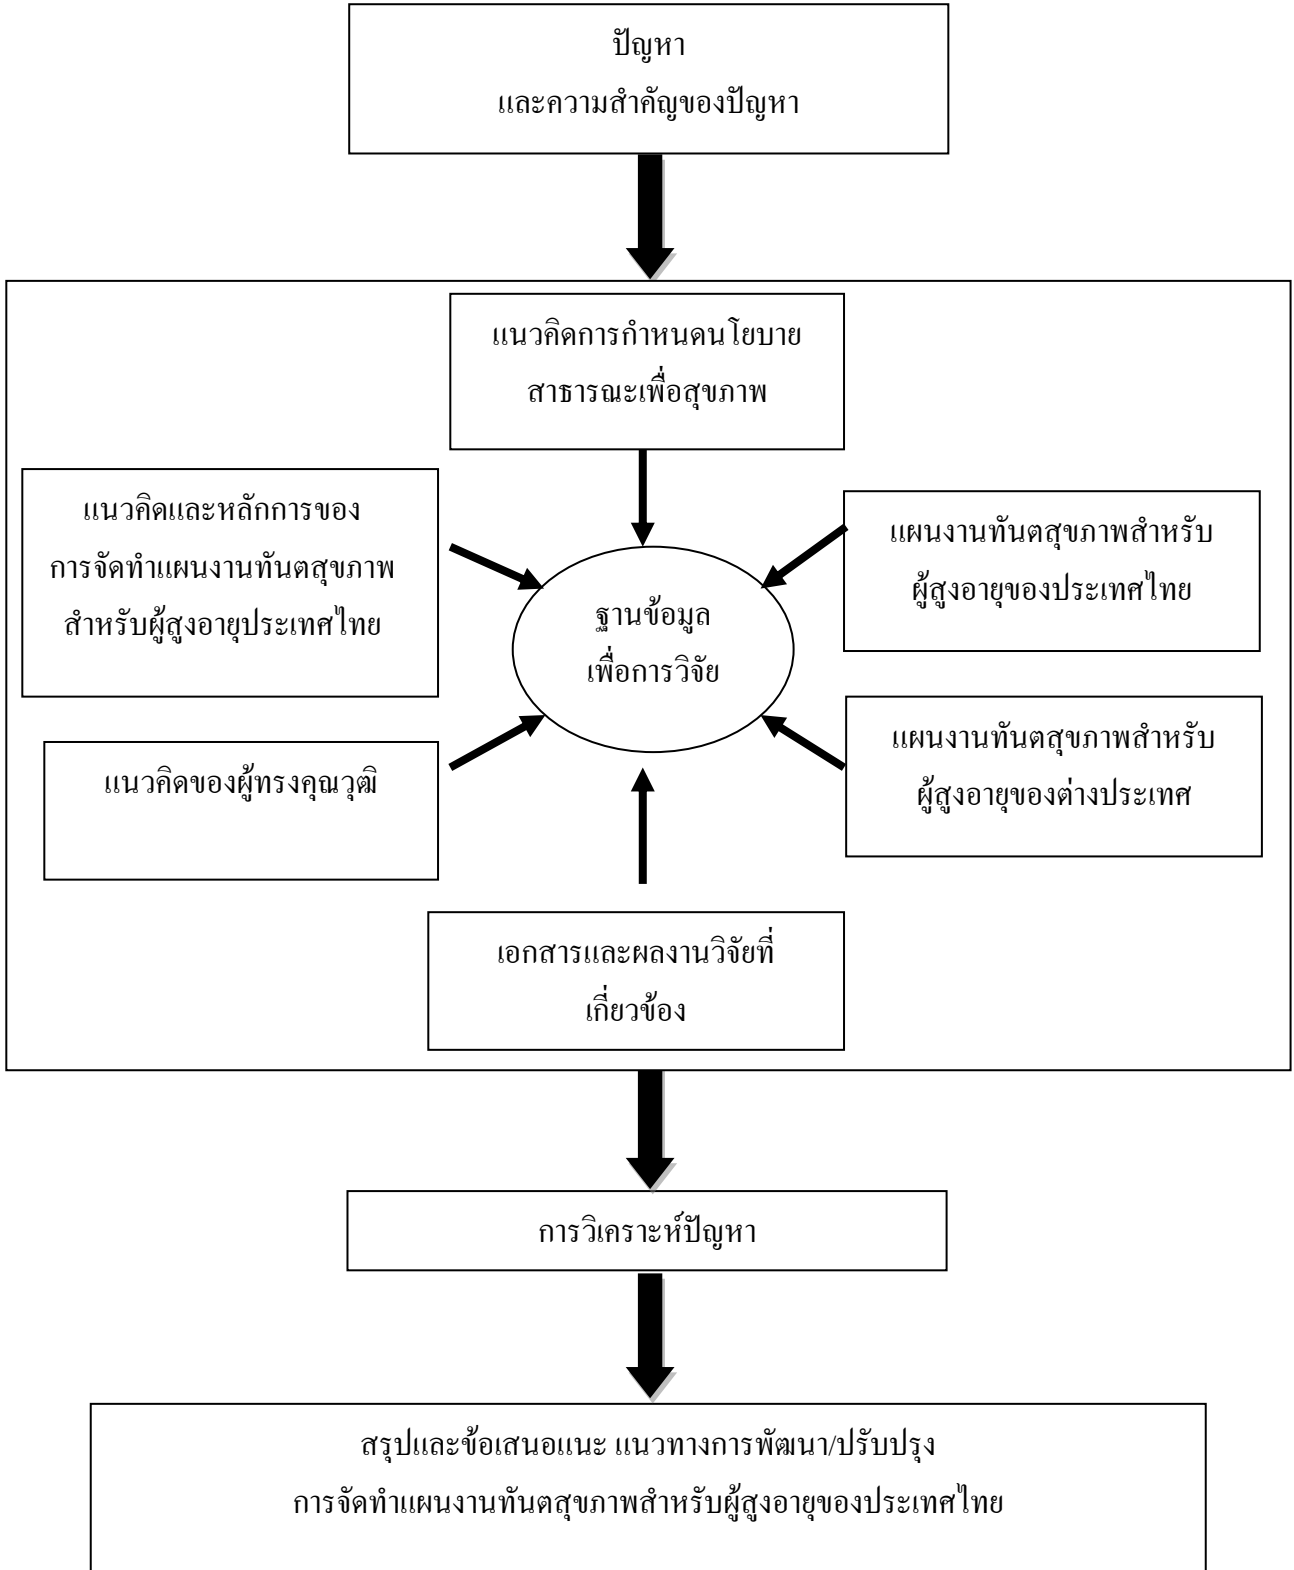 ปัญหา
และความสำคัญของปัญหา
แนวคิดการกำหนดนโยบาย
สาธารณะเพื่อสุขภาพ
แนวคิดและหลักการของ
การจัดทำแผนงานทันตสุขภาพ
สำหรับผู้สูงอายุประเทศไทย
แผนงานทันตสุขภาพสำหรับ
ผู้สูงอายุของประเทศไทย
ฐานข้อมูล
เพื่อการวิจัย
แนวคิดของผู้ทรงคุณวุฒิ
แผนงานทันตสุขภาพสำหรับ
ผู้สูงอายุของต่างประเทศ
เอกสารและผลงานวิจัยที่
เกี่ยวข้อง
การวิเคราะห์ปัญหา
สรุปและข้อเสนอแนะ แนวทางการพัฒนา/ปรับปรุง
การจัดทำแผนงานทันตสุขภาพสำหรับผู้สูงอายุของประเทศไทย